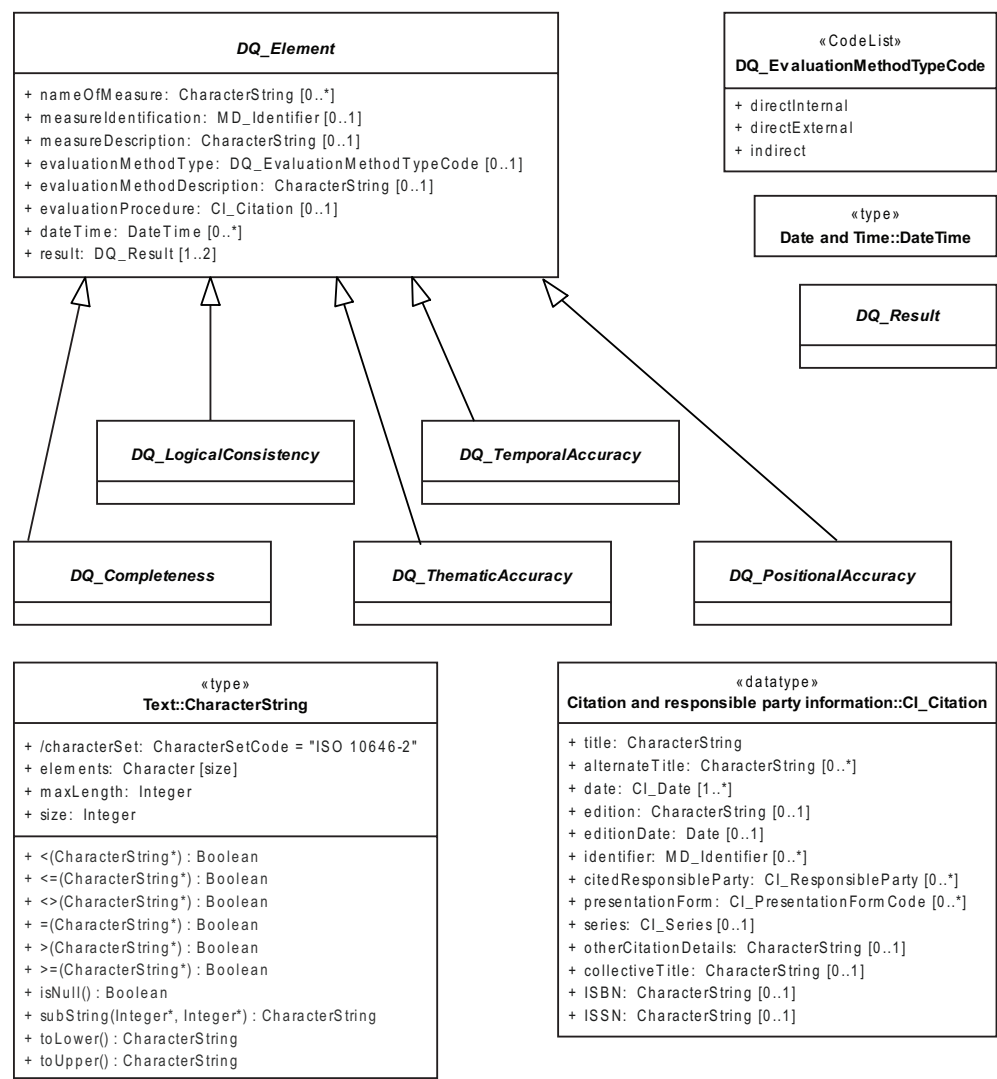 DQ_Element
+ nameOfMeasure: CharacterString [0..*]
+ measureIdentification: MD_Identifier [0..1]
+ measureDescription: CharacterString [0..1]
+ evaluationMethodType: DQ_EvaluationMethodTypeCode [0..1]
+ evaluationMethodDescription: CharacterString [0..1]
+ evaluationProcedure: CI_Citation [0..1]
+ dateTime: DateTime [0..*]
+ result: DQ_Result [1..2]
«CodeList»
DQ_EvaluationMethodTypeCode
+ directInternal
+ directExternal
+ indirect
«type»
Date and Time::DateTime
DQ_Result
DQ_LogicalConsistency
DQ_TemporalAccuracy
DQ_Completeness
DQ_ThematicAccuracy
DQ_PositionalAccuracy
«type»
Text::CharacterString
+ /characterSet: CharacterSetCode = "ISO 10646-2"
+ elements: Character [size]
+ maxLength: Integer
+ size: Integer
+ <(CharacterString*) : Boolean
+ <=(CharacterString*) : Boolean
+ <>(CharacterString*) : Boolean
+ =(CharacterString*) : Boolean
+ >(CharacterString*) : Boolean
+ >=(CharacterString*) : Boolean
+ isNull() : Boolean
+ subString(Integer*, Integer*) : CharacterString
+ toLower() : CharacterString
+ toUpper() : CharacterString
«datatype»
Citation and responsible party information::CI_Citation
+ title: CharacterString
+ alternateTitle: CharacterString [0..*]
+ date: CI_Date [1..*]
+ edition: CharacterString [0..1]
+ editionDate: Date [0..1]
+ identifier: MD_Identifier [0..*]
+ citedResponsibleParty: CI_ResponsibleParty [0..*]
+ presentationForm: CI_PresentationFormCode [0..*]
+ series: CI_Series [0..1]
+ otherCitationDetails: CharacterString [0..1]
+ collectiveTitle: CharacterString [0..1]
+ ISBN: CharacterString [0..1]
+ ISSN: CharacterString [0..1]